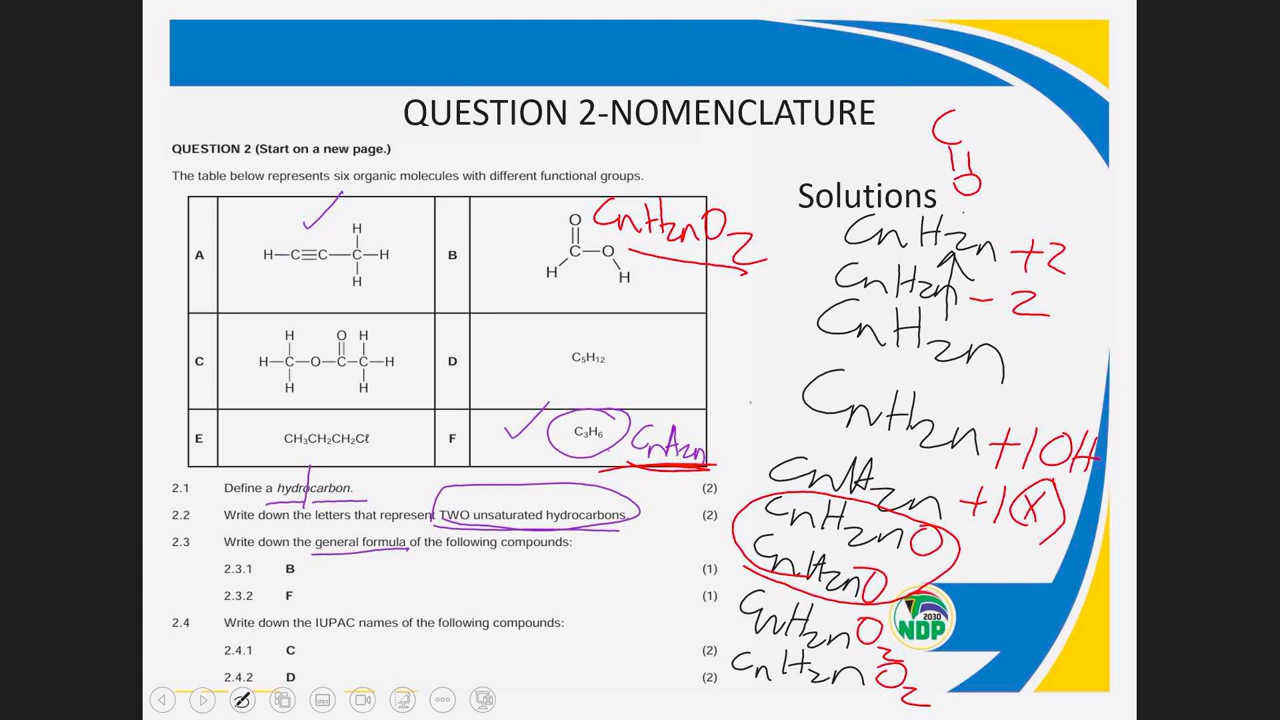 QUESTION 2-NOMENCLATURE
QUESTION 2 (Start on a new page.)
The table below represents six organic molecules with different functional groups.
A
H
H—C≡C—C—H
H
B
O
C—O
H H
CnH2nO2
C
H O H
H—C—O—C—C—H
H H
D
C₅H₁₂
E
CH₃CH₂CH₂Cℓ
F
C₃H₆
CnH2n
2.1 Define a hydrocarbon. (2)
2.2 Write down the letters that represent TWO unsaturated hydrocarbons. (2)
2.3 Write down the general formula of the following compounds:
2.3.1 B (1)
2.3.2 F (1)
2.4 Write down the IUPAC names of the following compounds:
2.4.1 C (2)
2.4.2 D (2)
C
O
Solutions
CnH2n+2
CnH2n-2
CnH2n
CnH2n+1OH
CnH2n+1X
CnH2nO
CnH2nO
CnH2nO2
CnH2nO2
2030
NDP